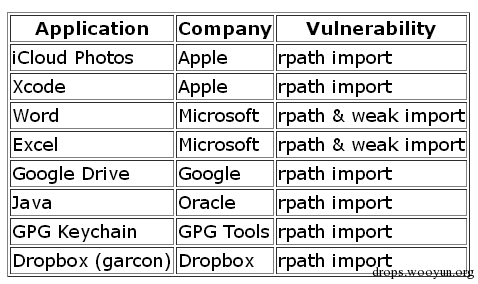 Application Company Vulnerability
iCloud Photos Apple rpath import
Xcode Apple rpath import
Word Microsoft rpath & weak import
Excel Microsoft rpath & weak import
Google Drive Google rpath import
Java Oracle rpath import
GPG Keychain GPG Tools rpath import
Dropbox (garcon) Dropbox rpath import
drops.wooyun.org